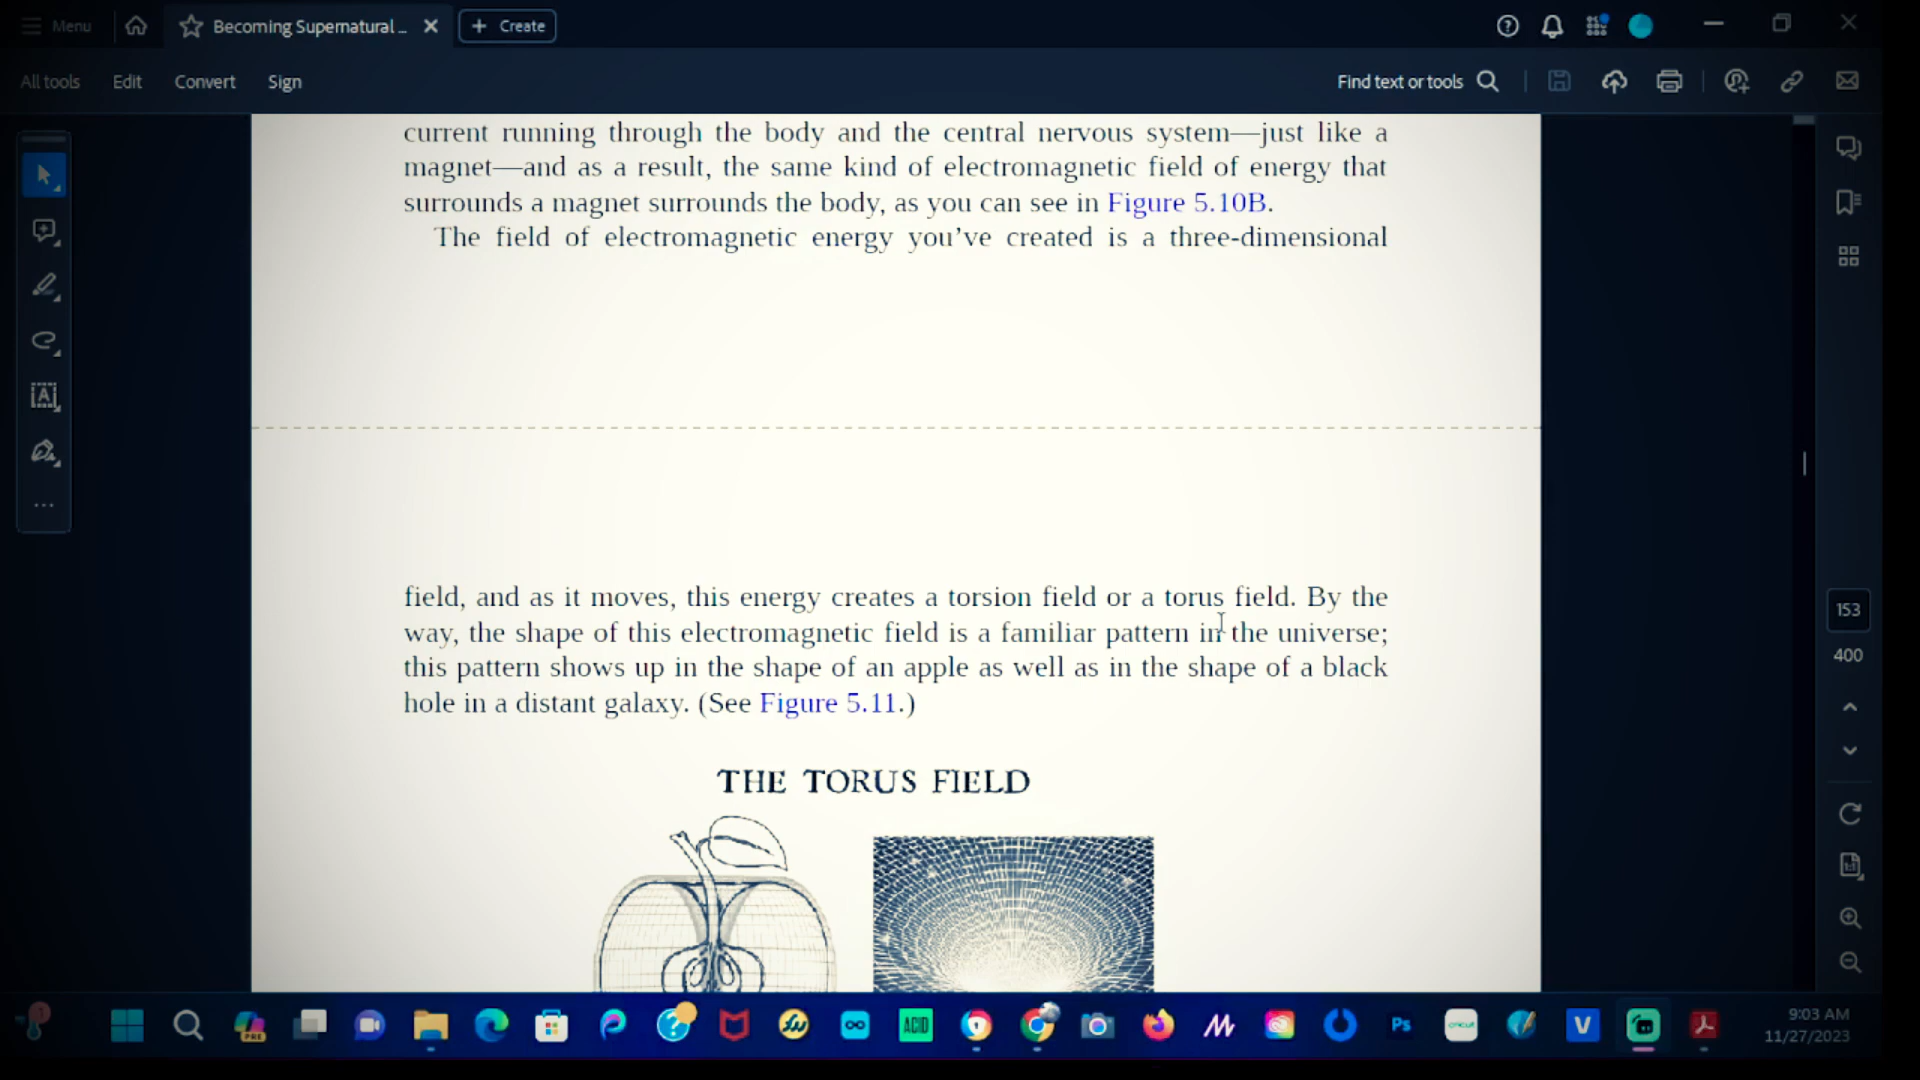 Menu
Becoming Supernatural ...
Create
All tools
Edit
Convert
Sign
Find text or tools
current running through the body and the central nervous system—just like a
magnet—and as a result, the same kind of electromagnetic field of energy that
surrounds a magnet surrounds the body, as you can see in Figure 5.10B.
The field of electromagnetic energy you've created is a three-dimensional
field, and as it moves, this energy creates a torsion field or a torus field. By the
way, the shape of this electromagnetic field is a familiar pattern in the universe;
this pattern shows up in the shape of an apple as well as in the shape of a black
hole in a distant galaxy. (See Figure 5.11.)
THE TORUS FIELD
153
400
1
PRE
ACID
Ps
cricut
V
9:03 AM
11/27/2023